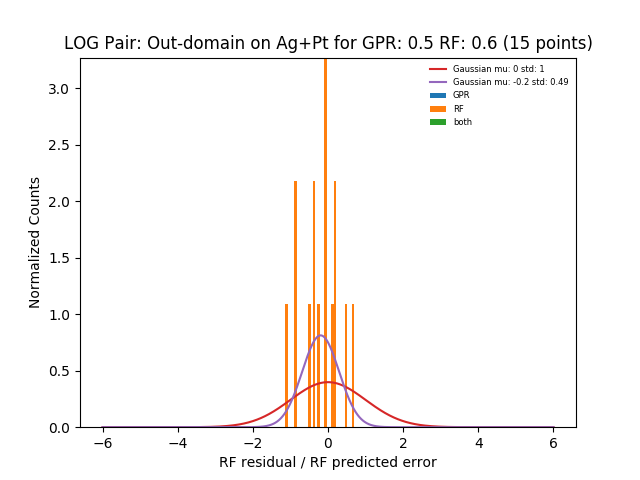 LOG Pair: Out-domain on Ag+Pt for GPR: 0.5 RF: 0.6 (15 points)
Gaussian mu: 0 std: 1
Gaussian mu: -0.2 std: 0.49
GPR
RF
both
Normalized Counts
3.0
2.5
2.0
1.5
1.0
0.5
0.0
−6 −4 −2 0 2 4 6
RF residual / RF predicted error